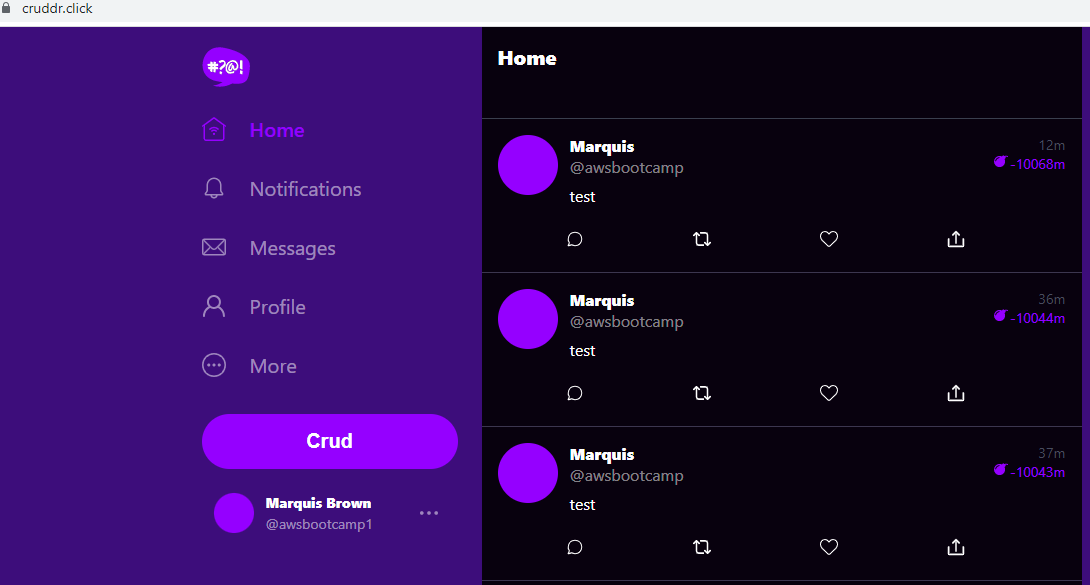 cruddr.click
#?@!
Home
Notifications
Messages
Profile
More
Crud
Marquis Brown
@awsbootcamp1
Home
Marquis
12m
@awsbootcamp
-10068m
test
Marquis
36m
@awsbootcamp
-10044m
test
Marquis
37m
@awsbootcamp
-10043m
test